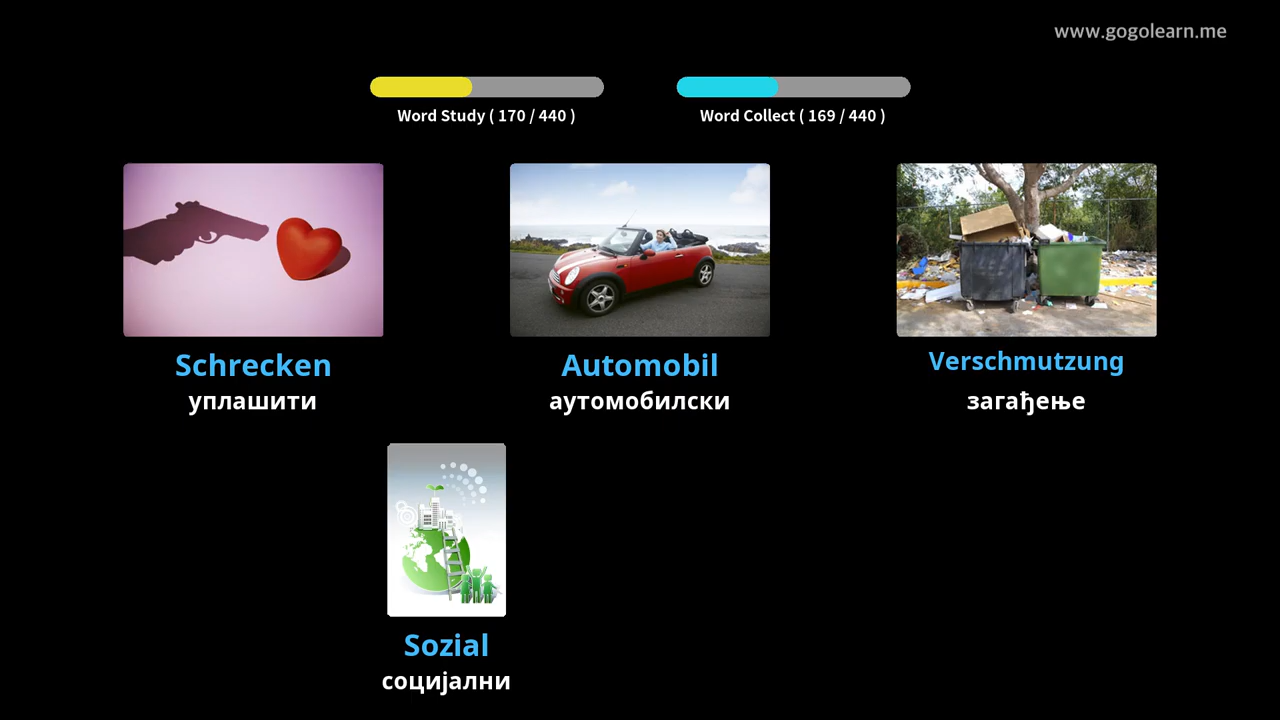 www.gogolearn.me
Word Study ( 170 / 440 )
Word Collect ( 169 / 440 )
Schrecken
уплашити
Automobil
аутомобилски
Verschmutzung
загађење
Sozial
социјални